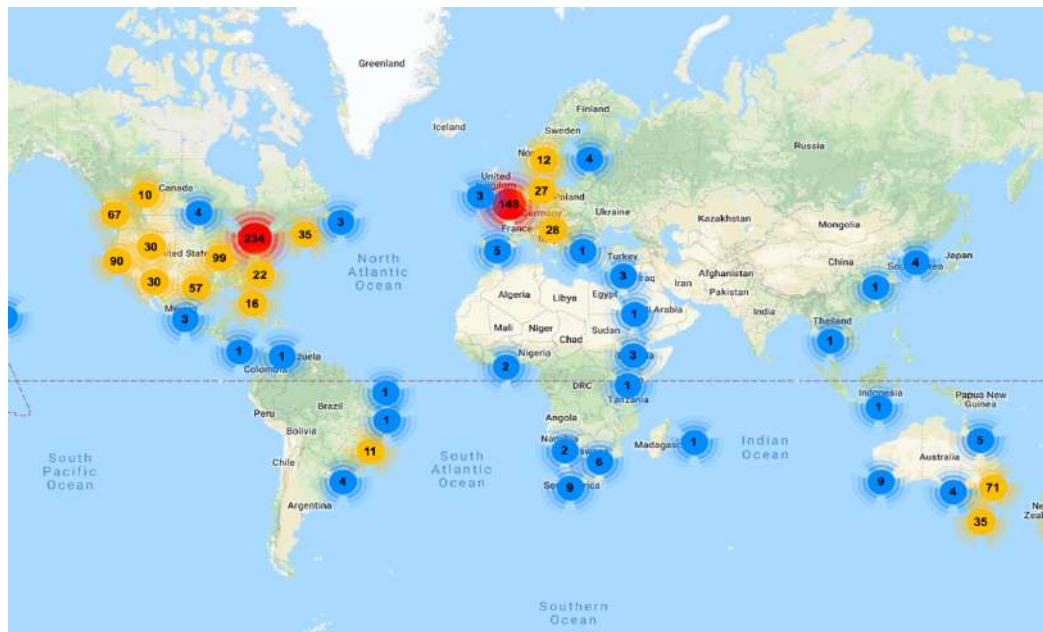 Greenland
Iceland
Finland
Sweden
Russia
12
4
Canada
10
United
3
27
Poland
148
67
4
3
Ukraine
Kazakhstan
Mongolia
234
35
France
28
30
99
5
1
90
North
Atlantic
Ocean
Turkey
China
4
Japan
22
3
Iraq
Iran
Afghanistan
Pakistan
30
57
1
16
Algeria
Libya
Egypt
India
3
1
Mali
Niger
Chad
Sudan
Thailand
1
1
1
Nigeria
3
Colombia
2
1
DRC
1
Tanzania
Indonesia
1
Papua New
Guinea
Peru
Brazil
1
Angola
Bolivia
11
2
6
Madagascar
1
Indian
Ocean
5
South
Pacific
Ocean
Chile
South
Atlantic
Ocean
Australia
4
9
9
4
71
Argentina
35
Southern
Ocean